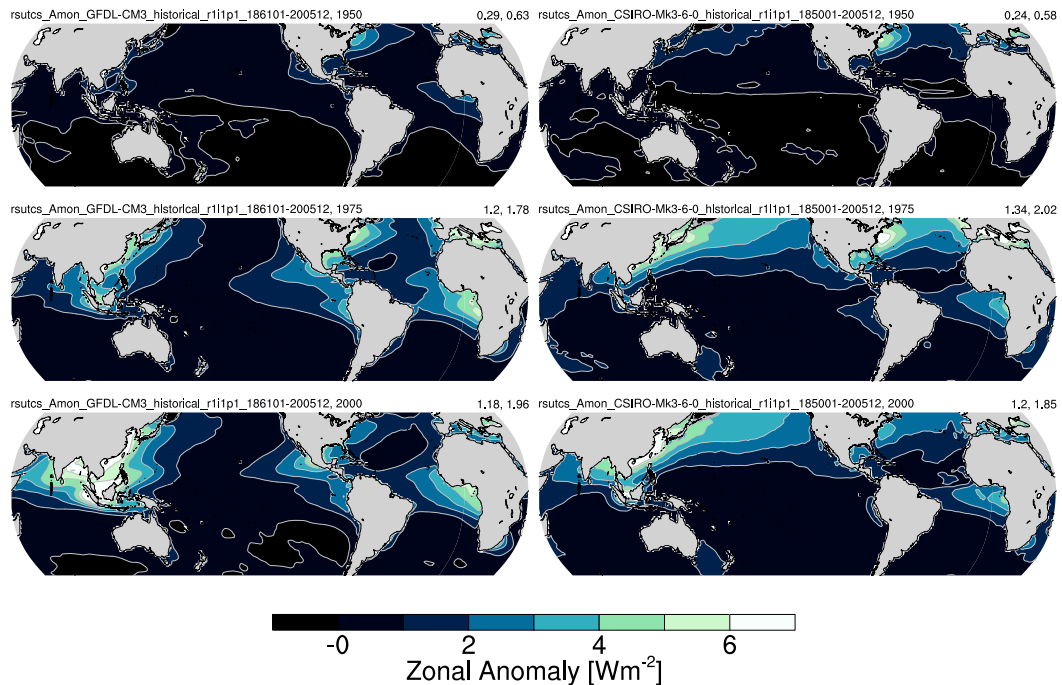 rsutcs_Amon_GFDL-CM3_historical_r1i1p1_186101-200512, 1950 0.29, 0.63
rsutcs_Amon_CSIRO-Mk3-6-0_historical_r1i1p1_185001-200512, 1950 0.24, 0.58
rsutcs_Amon_GFDL-CM3_historical_r1i1p1_186101-200512, 1975 1.2, 1.78
rsutcs_Amon_CSIRO-Mk3-6-0_historical_r1i1p1_185001-200512, 1975 1.34, 2.02
rsutcs_Amon_GFDL-CM3_historical_r1i1p1_186101-200512, 2000 1.18, 1.96
rsutcs_Amon_CSIRO-Mk3-6-0_historical_r1i1p1_185001-200512, 2000 1.2, 1.85
-0 2 4 6
Zonal Anomaly [Wm⁻²]